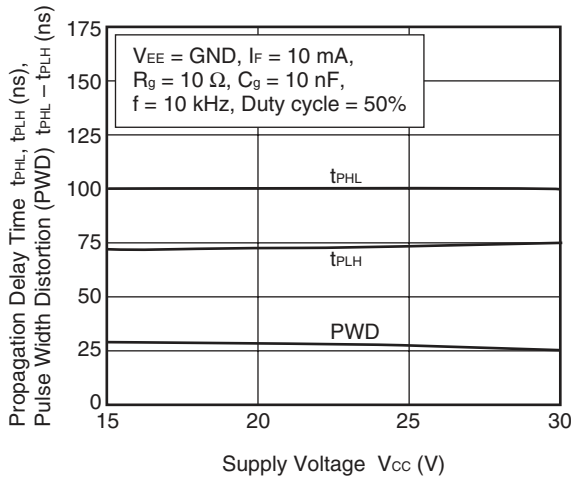 Propagation Delay Time tPHL, tPLH (ns),
Pulse Width Distortion (PWD) tPHL – tPLH (ns)
175
150
125
100
75
50
25
0
VEE = GND, IF = 10 mA,
Rg = 10 Ω, Cg = 10 nF,
f = 10 kHz, Duty cycle = 50%
tPHL
tPLH
PWD
15
20
25
30
Supply Voltage VCC (V)